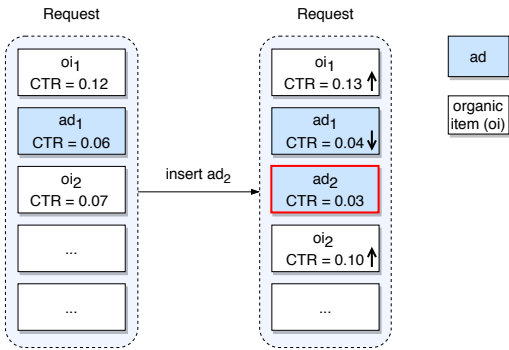 Request
oi1
CTR = 0.12
ad1
CTR = 0.06
oi2
CTR = 0.07
...
...
insert ad2
Request
oi1
CTR = 0.13
ad1
CTR = 0.04
ad2
CTR = 0.03
oi2
CTR = 0.10
...
ad
organic
item (oi)